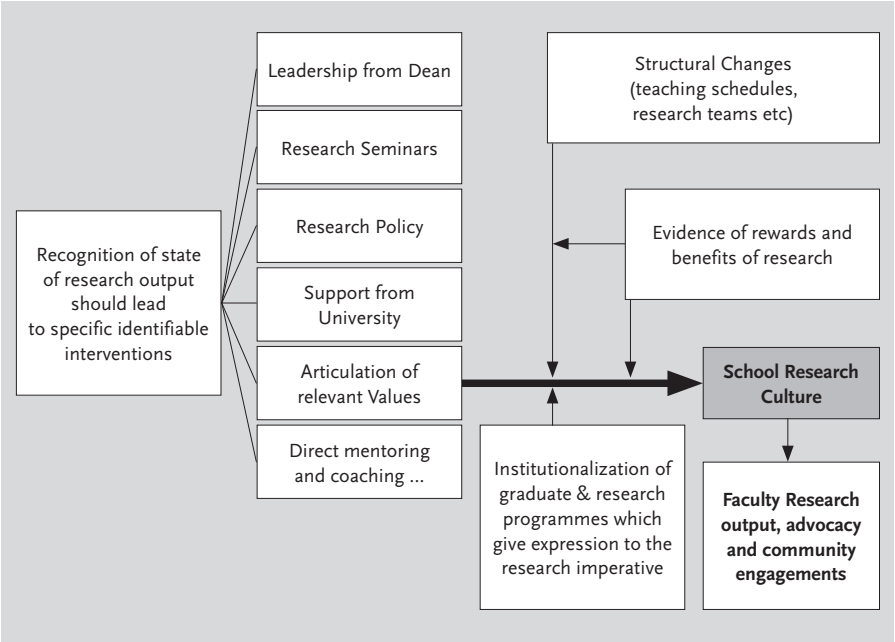 Recognition of state
of research output
should lead
to specific identifiable
interventions
Leadership from Dean
Research Seminars
Research Policy
Support from
University
Articulation of
relevant Values
Direct mentoring
and coaching ...
Structural Changes
(teaching schedules,
research teams etc)
Evidence of rewards and
benefits of research
Institutionalization of
graduate & research
programmes which
give expression to the
research imperative
School Research
Culture
Faculty Research
output, advocacy
and community
engagements